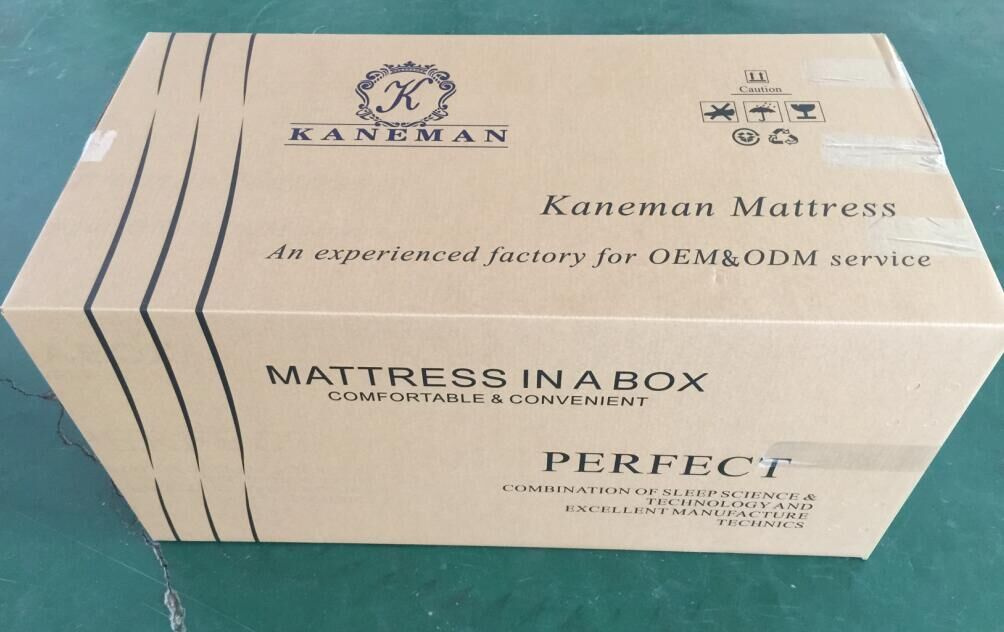 K
KANEMAN
Caution
Kaneman Mattress
An experienced factory for OEM&ODM service
MATTRESS IN A BOX
COMFORTABLE & CONVENIENT
PERFECT
COMBINATION OF SLEEP SCIENCE &
TECHNOLOGY AND
EXCELLENT MANUFACTURE
TECHNICS